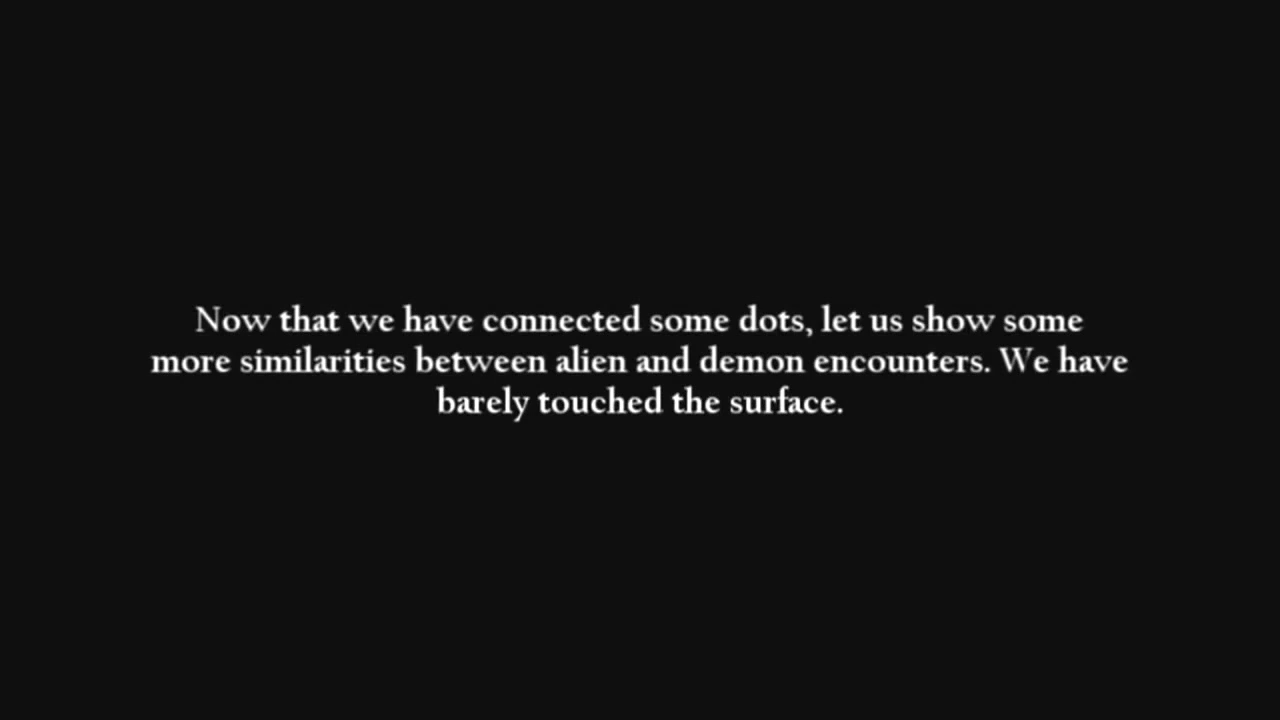 Now that we have connected some dots, let us show some
more similarities between alien and demon encounters. We have
barely touched the surface.